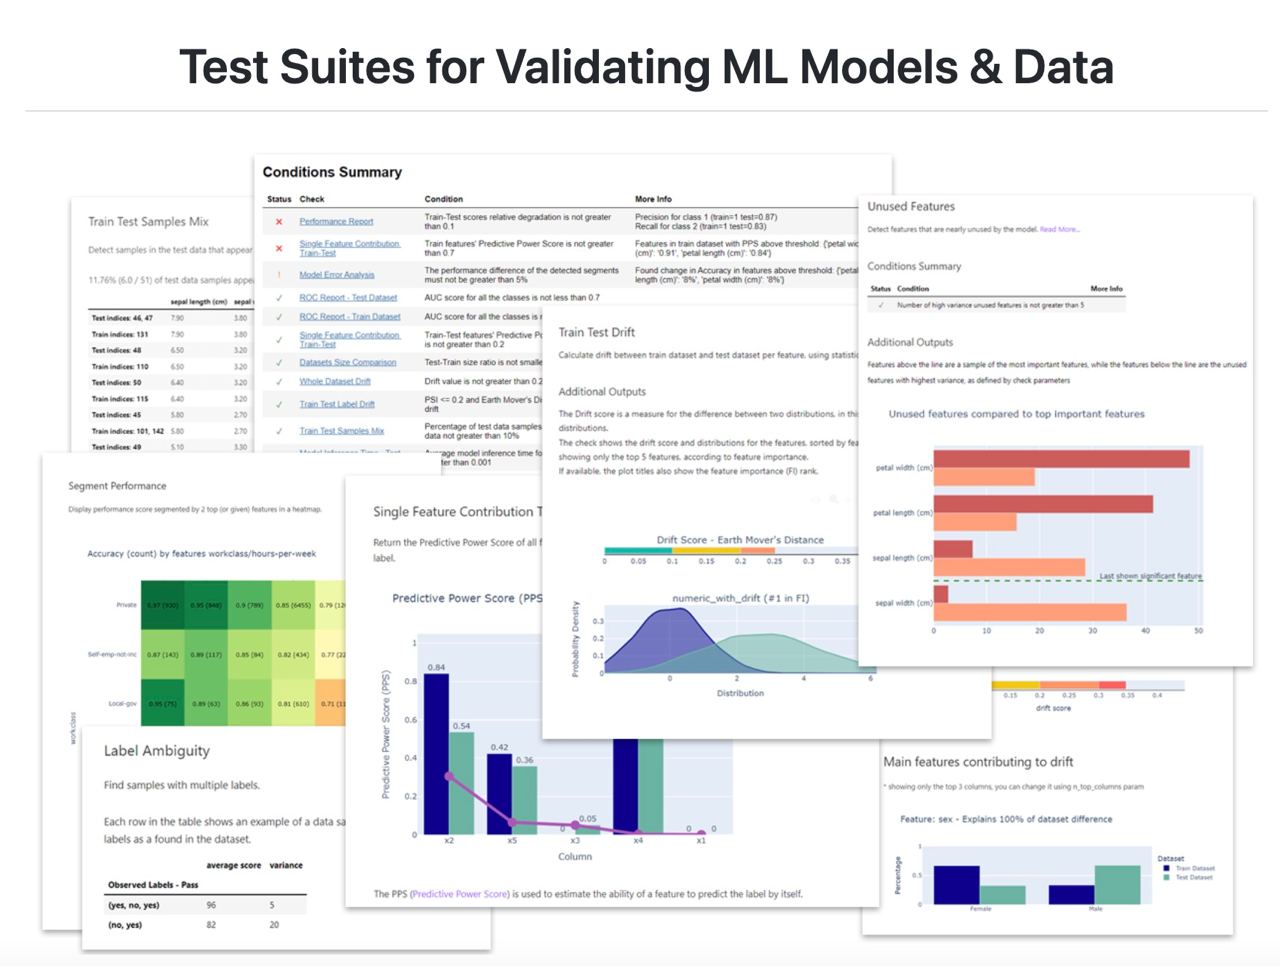 Test Suites for Validating ML Models & Data
Train Test Samples Mix
Detect samples in the test data that appear
11.76% (6.0 / 51) of test data samples appe
sepal length (cm) sepal
Test indices: 46, 47 7.90 3.80
Train indices: 131 7.90 3.80
Test indices: 48 6.50 3.20
Train indices: 110 6.50 3.20
Test indices: 50 6.40 3.20
Train indices: 115 6.40 3.20
Test indices: 45 5.80 2.70
Train indices: 101, 142 5.80 2.70
Test indices: 49 5.10 3.30
Conditions Summary
Status Check Condition More Info
✕ Performance Report Train-Test scores relative degradation is not greater Precision for class 1 (train=1 test=0.87)
than 0.1 Recall for class 2 (train=1 test=0.83)
✕ Single Feature Contribution Train features' Predictive Power Score is not greater Features in train dataset with PPS above threshold: {'petal wid
Train-Test than 0.7 (cm)': '0.91', 'petal length (cm)': '0.84'}
! Model Error Analysis The performance difference of the detected segments Found change in Accuracy in features above threshold: {'petal
must not be greater than 5% length (cm)': '8%', 'petal width (cm)': '8%'}
✓ ROC Report - Test Dataset AUC score for all the classes is not less than 0.7
✓ ROC Report - Train Dataset AUC score for all the classes is
✓ Single Feature Contribution Train-Test features' Predictive Po
Train-Test is not greater than 0.2
✓ Datasets Size Comparison Test-Train size ratio is not smalle
✓ Whole Dataset Drift Drift value is not greater than 0.2
✓ Train Test Label Drift PSI <= 0.2 and Earth Mover's Di
drift
✓ Train Test Samples Mix Percentage of test data samples
data not greater than 10%
Model Inference Time - Test average model inference time fo
ter than 0.001
Unused Features
Detect features that are nearly unused by the model. Read More...
Conditions Summary
Status Condition More Info
✓ Number of high variance unused features is not greater than 5
Additional Outputs
Features above the line are a sample of the most important features, while the features below the line are the unused
features with highest variance, as defined by check parameters
Unused features compared to top important features
petal width (cm)
petal length (cm)
sepal length (cm)
Last shown significant feature
sepal width (cm)
0 10 20 30 40 50
Train Test Drift
Calculate drift between train dataset and test dataset per feature, using statistic
Additional Outputs
The Drift score is a measure for the difference between two distributions, in this
distributions.
The check shows the drift score and distributions for the features, sorted by fea
showing only the top 5 features, according to feature importance.
If available, the plot titles also show the feature importance (FI) rank.
Drift Score - Earth Mover's Distance
0 0.05 0.1 0.15 0.2 0.25 0.3 0.35
numeric_with_drift (#1 in FI)
Probability Density
0.3
0.2
0.1
0
0 2 4 6
Distribution
Segment Performance
Display performance score segmented by 2 top (or given) features in a heatmap.
Accuracy (count) by features workclass/hours-per-week
Private 0.97 (930) 0.95 (848) 0.9 (789) 0.85 (6455) 0.79 (12
Self-emp-not-inc 0.87 (143) 0.89 (117) 0.85 (84) 0.82 (434) 0.77 (22
Local-gov 0.95 (75) 0.89 (63) 0.86 (93) 0.81 (610) 0.71 (11
workclass
Single Feature Contribution T
Return the Predictive Power Score of all f
label.
Predictive Power Score (PPS
Predictive Power Score (PPS)
1
0.8
0.6
0.4
0.2
0
0.84
0.54
0.42
0.36
0
0.05
0 0
x2 x5 x3 x4 x1
Column
The PPS (Predictive Power Score) is used to estimate the ability of a feature to predict the label by itself.
Label Ambiguity
Find samples with multiple labels.
Each row in the table shows an example of a data sa
labels as a found in the dataset.
average score variance
Observed Labels - Pass
(yes, no, yes) 96 5
(no, yes) 82 20
0.15 0.2 0.25 0.3 0.35 0.4
drift score
Main features contributing to drift
* showing only the top 3 columns, you can change it using n_top_columns param
Feature: sex - Explains 100% of dataset difference
Percentage
1
0.5
0
Female Male
Dataset
Train Dataset
Test Dataset